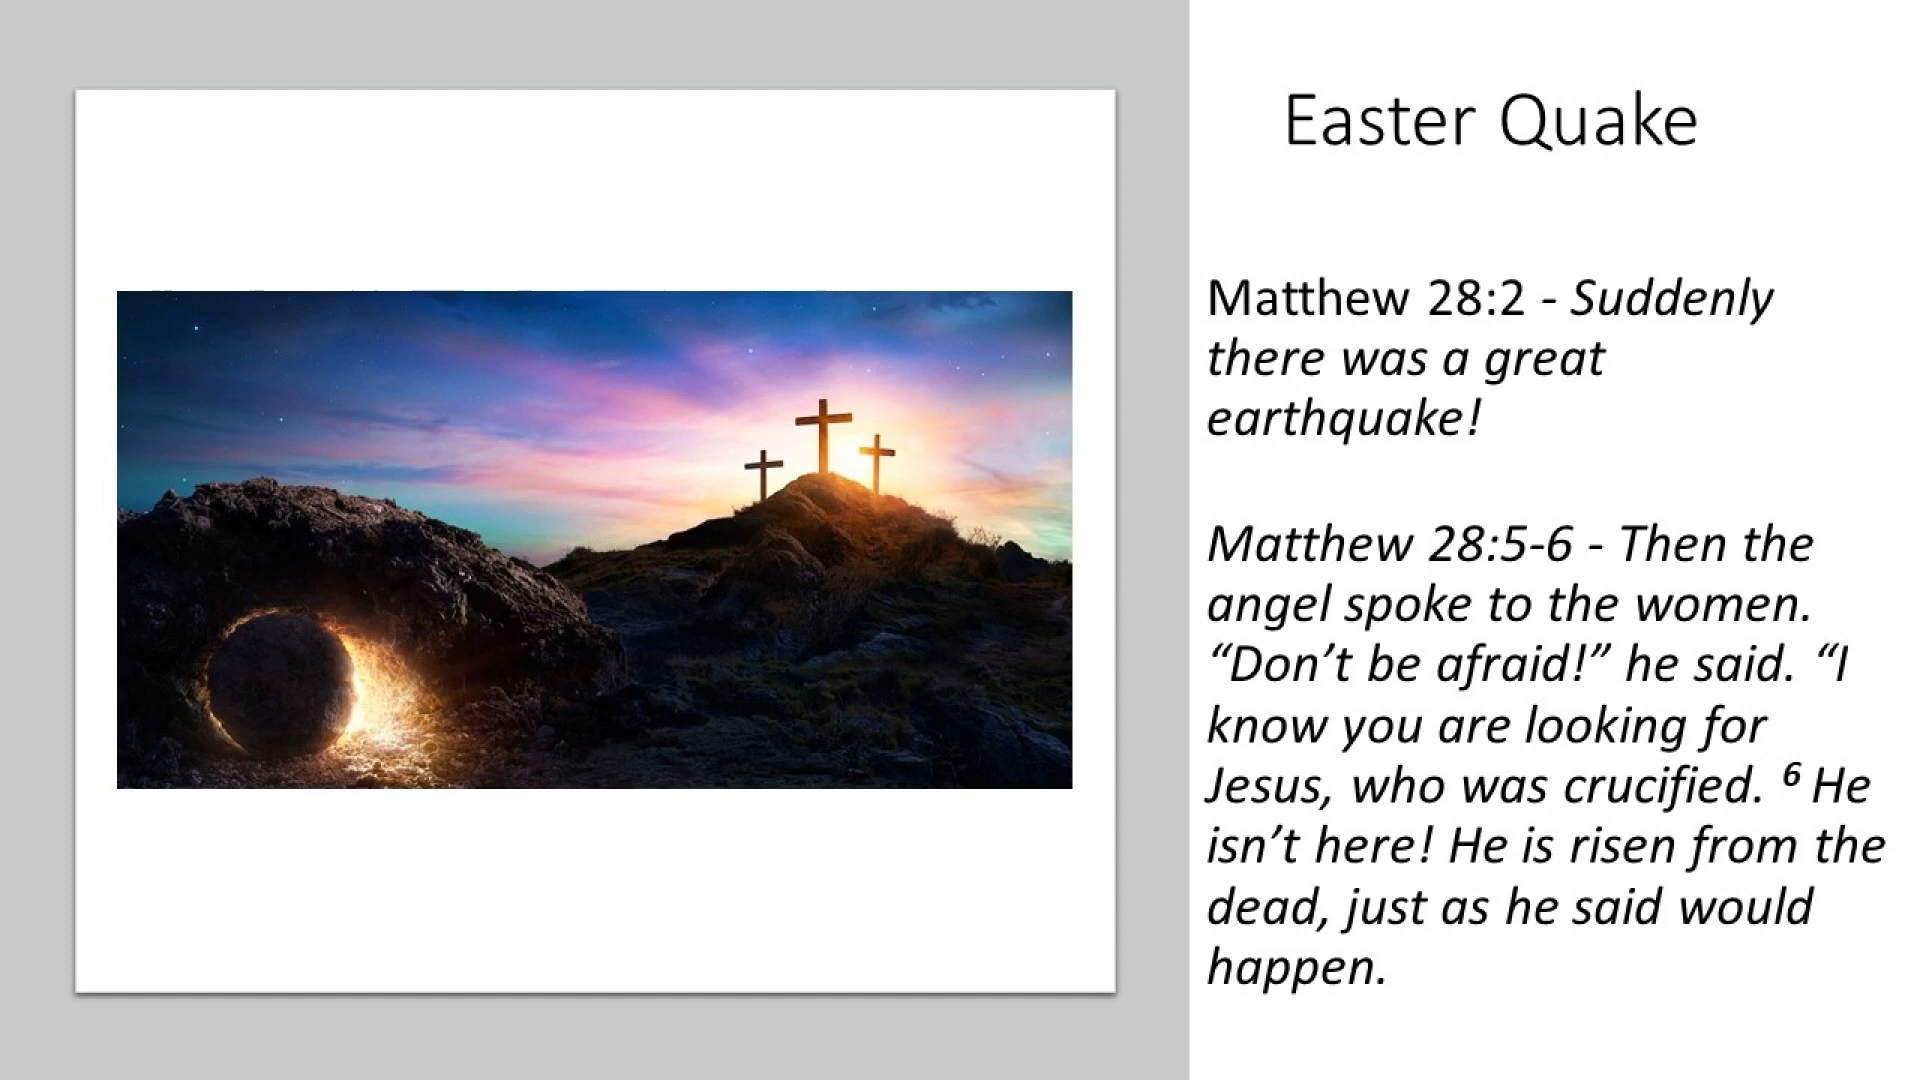 Easter Quake
Matthew 28:2 - Suddenly
there was a great
earthquake!
Matthew 28:5-6 - Then the
angel spoke to the women.
“Don’t be afraid!” he said. “I
know you are looking for
Jesus, who was crucified. ⁶ He
isn’t here! He is risen from the
dead, just as he said would
happen.